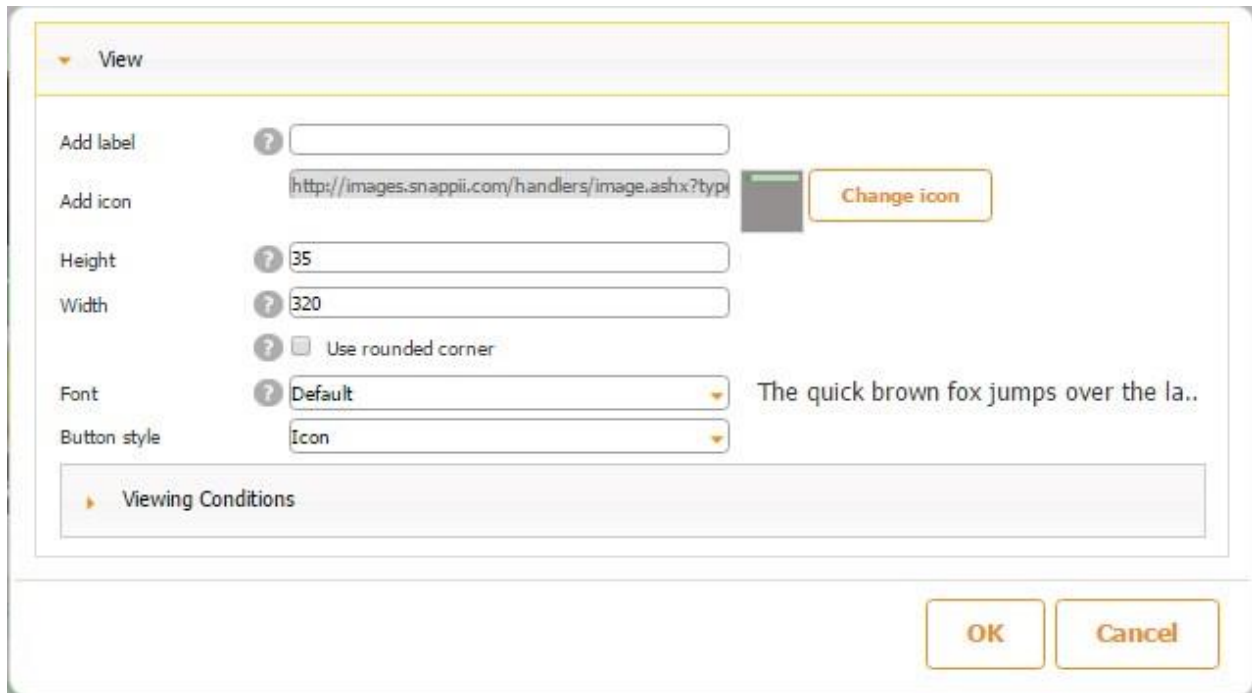 View
Add label ?
Add icon http://images.snappii.com/handlers/image.ashx?type Change icon
Height ? 35
Width ? 320
? Use rounded corner
Font ? Default The quick brown fox jumps over the la..
Button style Icon
Viewing Conditions
OK Cancel